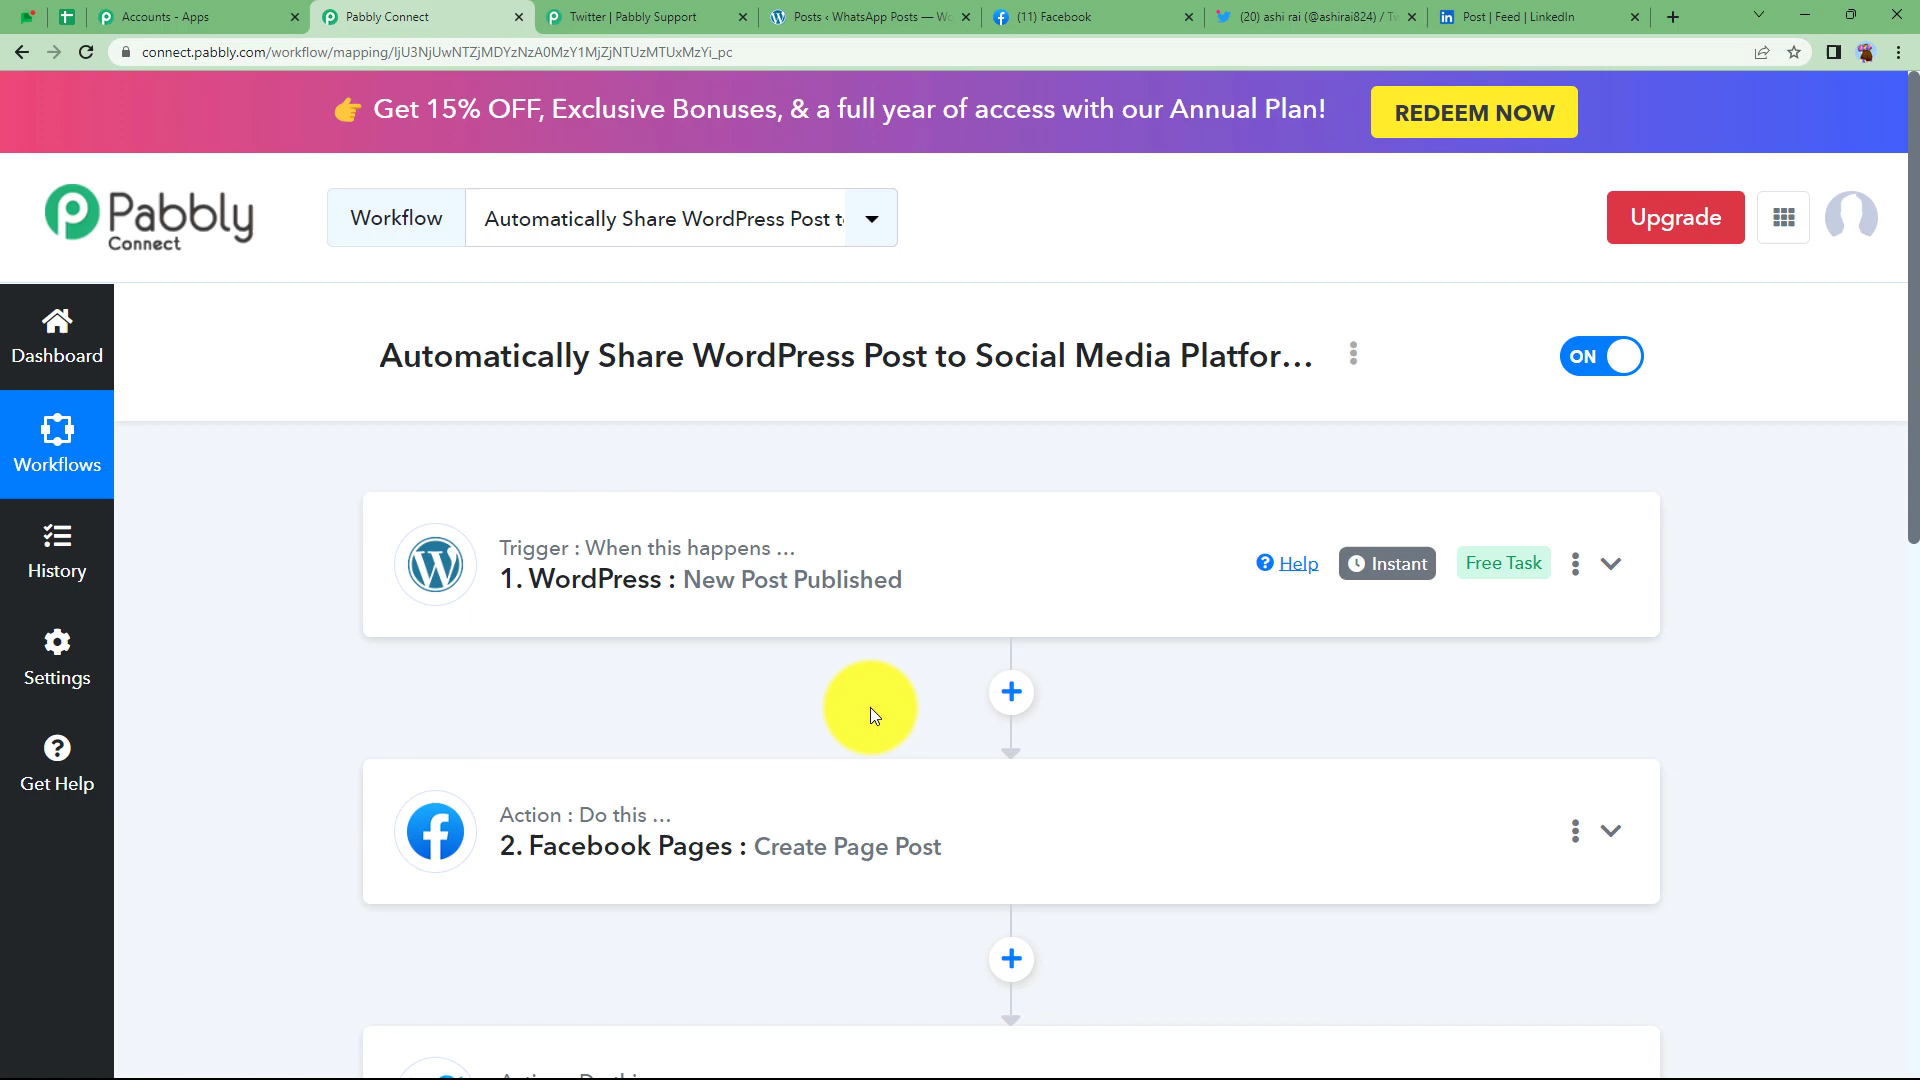 Accounts - Apps
Pabbly Connect
Twitter | Pabbly Support
Posts ‹ WhatsApp Posts — Wo
(11) Facebook
(20) ashi rai (@ashirai824) / Tw
Post | Feed | LinkedIn
connect.pabbly.com/workflow/mapping/IjU3NjUwNTZjMDYzNzA0MzY1MjZjNTUzMTUxMzYi_pc
👉 Get 15% OFF, Exclusive Bonuses, & a full year of access with our Annual Plan!
REDEEM NOW
Pabbly
Connect
Workflow
Automatically Share WordPress Post t
Upgrade
Dashboard
Workflows
History
Settings
Get Help
Automatically Share WordPress Post to Social Media Platfor...
ON
Trigger : When this happens ...
1. WordPress : New Post Published
Help
Instant
Free Task
Action : Do this ...
2. Facebook Pages : Create Page Post